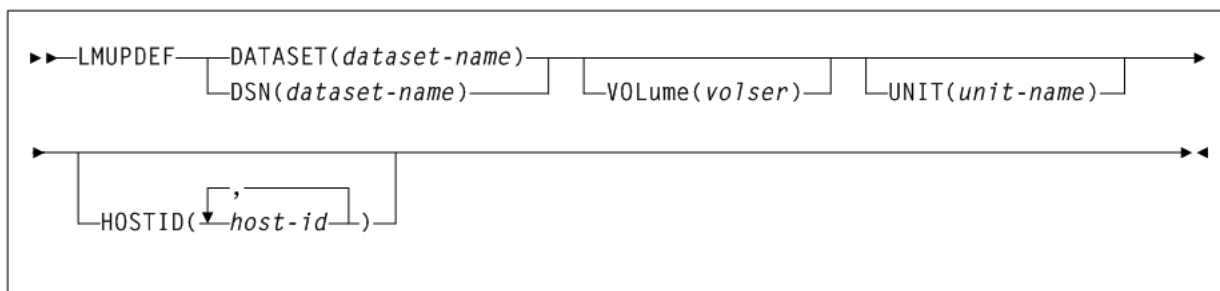 LMUPDEF DATASET(dataset-name)
DSN(dataset-name) VOLume(volser) UNIT(unit-name)
,
HOSTID( host-id )